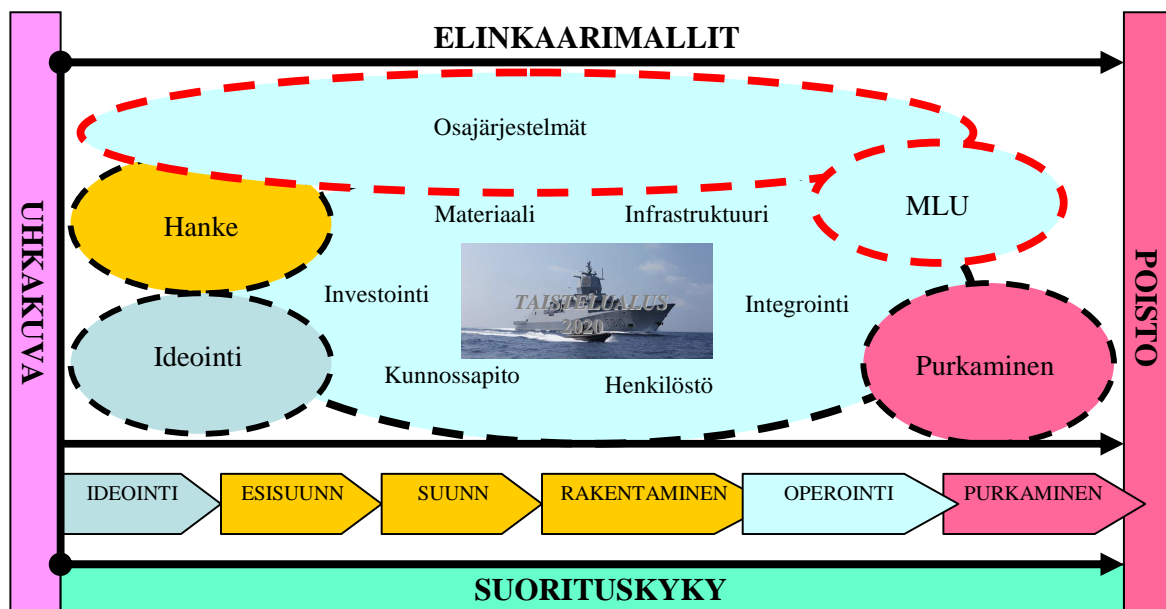 ELINKAARIMALLIT
UHKAKUVA
POISTO
Osajärjestelmät
Materiaali
Infrastruktuuri
MLU
Hanke
Investointi
TAISTELUALUS
2020
Integrointi
Ideointi
Kunnossapito
Henkilöstö
Purkaminen
IDEOINTI
ESISUUNN
SUUNN
RAKENTAMINEN
OPEROINTI
PURKAMINEN
SUORITUSKYKY